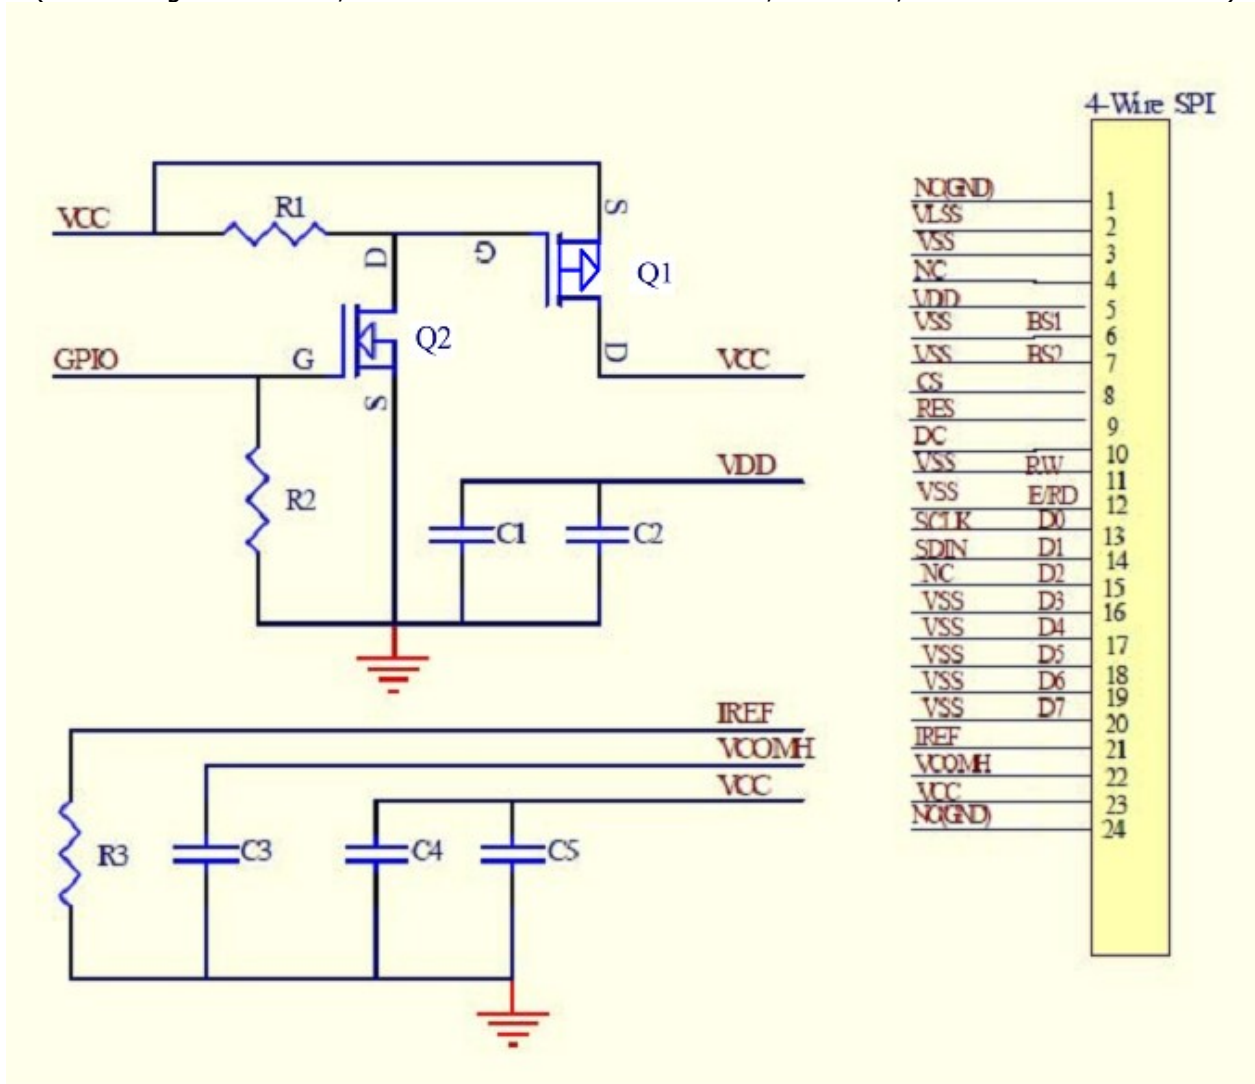 4-Wire SPI
R1
VCC
S
D
G
Q1
Q2
GPIO
G
D
VCC
S
VDD
R2
C1
C2
IREF
VCOMH
VCC
R3
C3
C4
C5
NC(GND) 1
VLSS 2
VSS 3
NC 4
VDD 5
VSS BS1 6
VSS BS2 7
CS 8
RES 9
DC 10
VSS RW 11
VSS E/RD 12
SCLK D0 13
SDIN D1 14
NC D2 15
VSS D3 16
VSS D4 17
VSS D5 18
VSS D6 19
VSS D7 20
IREF 21
VCOMH 22
VCC 23
NC(GND) 24